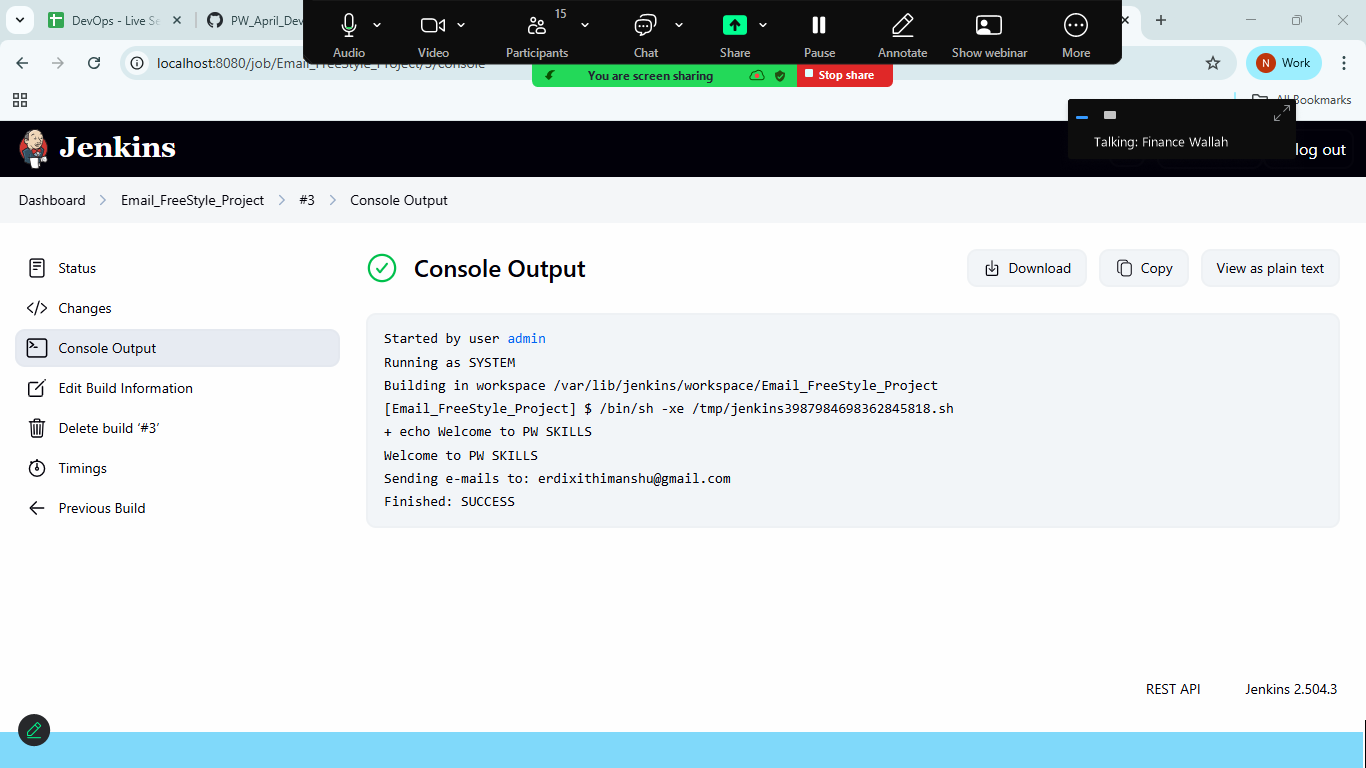 DevOps - Live Se
PW_April_Dev
Audio
Video
15
Participants
Chat
Share
Pause
Annotate
Show webinar
More
localhost:8080/job/Email_FreeStyle_Project/3/console
You are screen sharing
Stop share
N Work
All Bookmarks
Talking: Finance Wallah
Jenkins
log out
Dashboard
Email_FreeStyle_Project
#3
Console Output
Status
Changes
Console Output
Edit Build Information
Delete build ‘#3’
Timings
Previous Build
Console Output
Download
Copy
View as plain text
Started by user admin
Running as SYSTEM
Building in workspace /var/lib/jenkins/workspace/Email_FreeStyle_Project
[Email_FreeStyle_Project] $ /bin/sh -xe /tmp/jenkins3987984698362845818.sh
+ echo Welcome to PW SKILLS
Welcome to PW SKILLS
Sending e-mails to: erdixithimanshu@gmail.com
Finished: SUCCESS
REST API
Jenkins 2.504.3